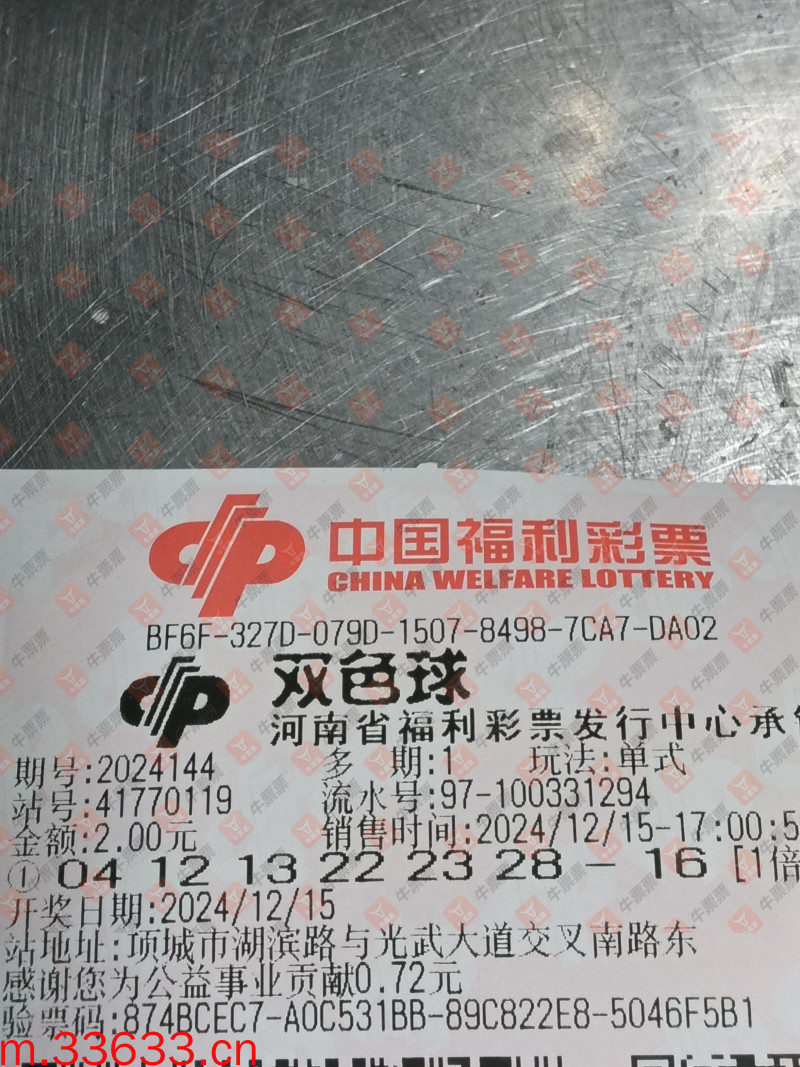 中国福利彩票
CHINA WELFARE LOTTERY
BF6F-327D-079D-1507-8498-7CA7-DA02
双色球
河南省福利彩票发行中心承
期号:2024144 多 期:1 玩法:单式
站号:41770119 流水号:97-100331294
金额:2.00元 销售时间:2024/12/15-17:00:5
① 04 12 13 22 23 28 - 16 [1倍
开奖日期:2024/12/15
站地址:项城市湖滨路与光武大道交叉南路东
感谢您为公益事业贡献0.72元
验票码:874BCEC7-A0C531BB-89C822E8-5046F5B1
m.33633.cn
牛票票